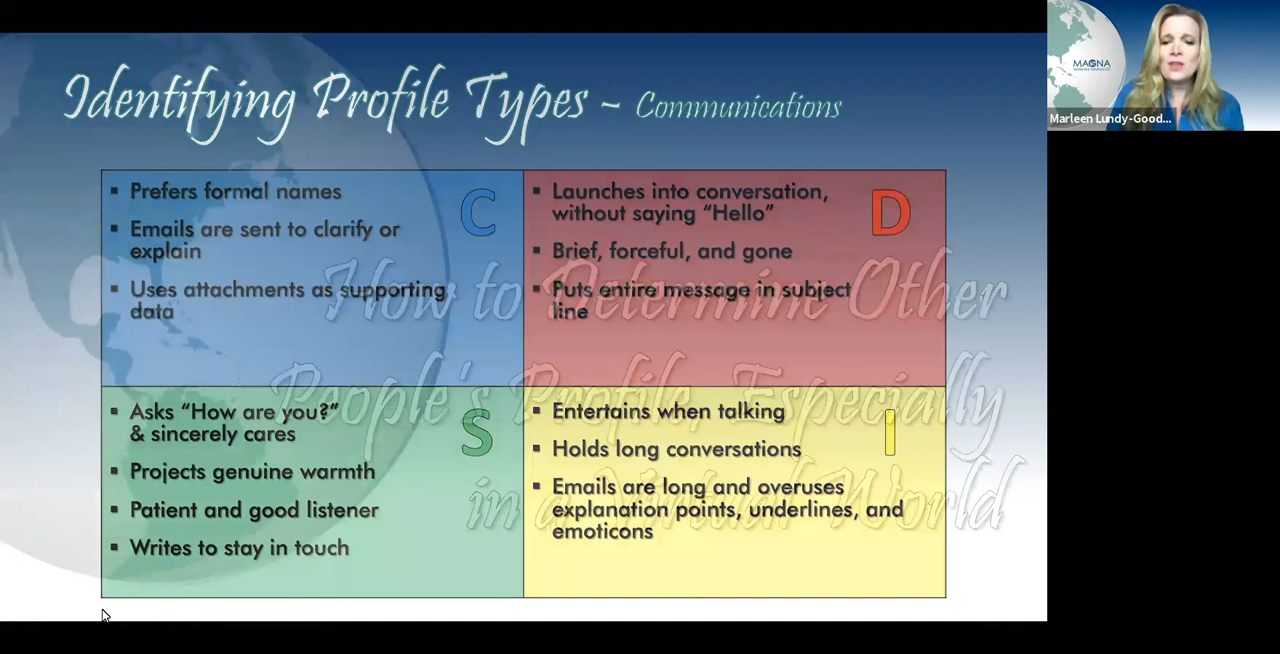 Identifying Profile Types – Communications
MAGNA
Marleen Lundy-Good...
▪ Prefers formal names
▪ Emails are sent to clarify or
explain
▪ Uses attachments as supporting
data
C
▪ Launches into conversation,
without saying “Hello”
▪ Brief, forceful, and gone
▪ Puts entire message in subject
line
D
▪ Asks “How are you?”
& sincerely cares
▪ Projects genuine warmth
▪ Patient and good listener
▪ Writes to stay in touch
S
▪ Entertains when talking
▪ Holds long conversations
▪ Emails are long and overuses
explanation points, underlines, and
emoticons
I
How to Determine Other
People's Profile, Especially
in a Virtual World